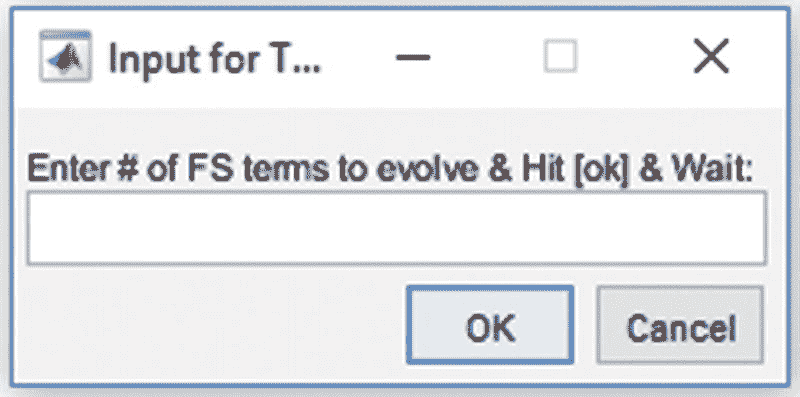 Input for T...
Enter # of FS terms to evolve & Hit [ok] & Wait:
OK Cancel